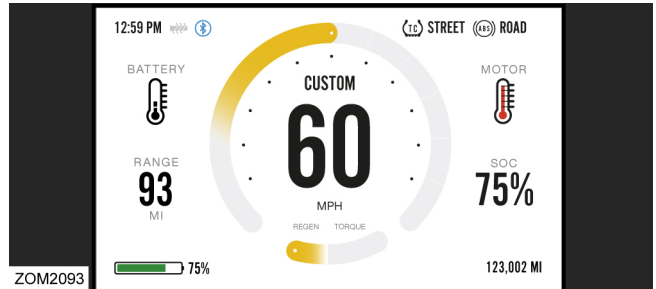 12:59 PM
TC STREET ABS ROAD
BATTERY
CUSTOM
MOTOR
60
MPH
RANGE
93
MI
SOC
75%
REGEN TORQUE
75%
123,002 MI
ZOM2093